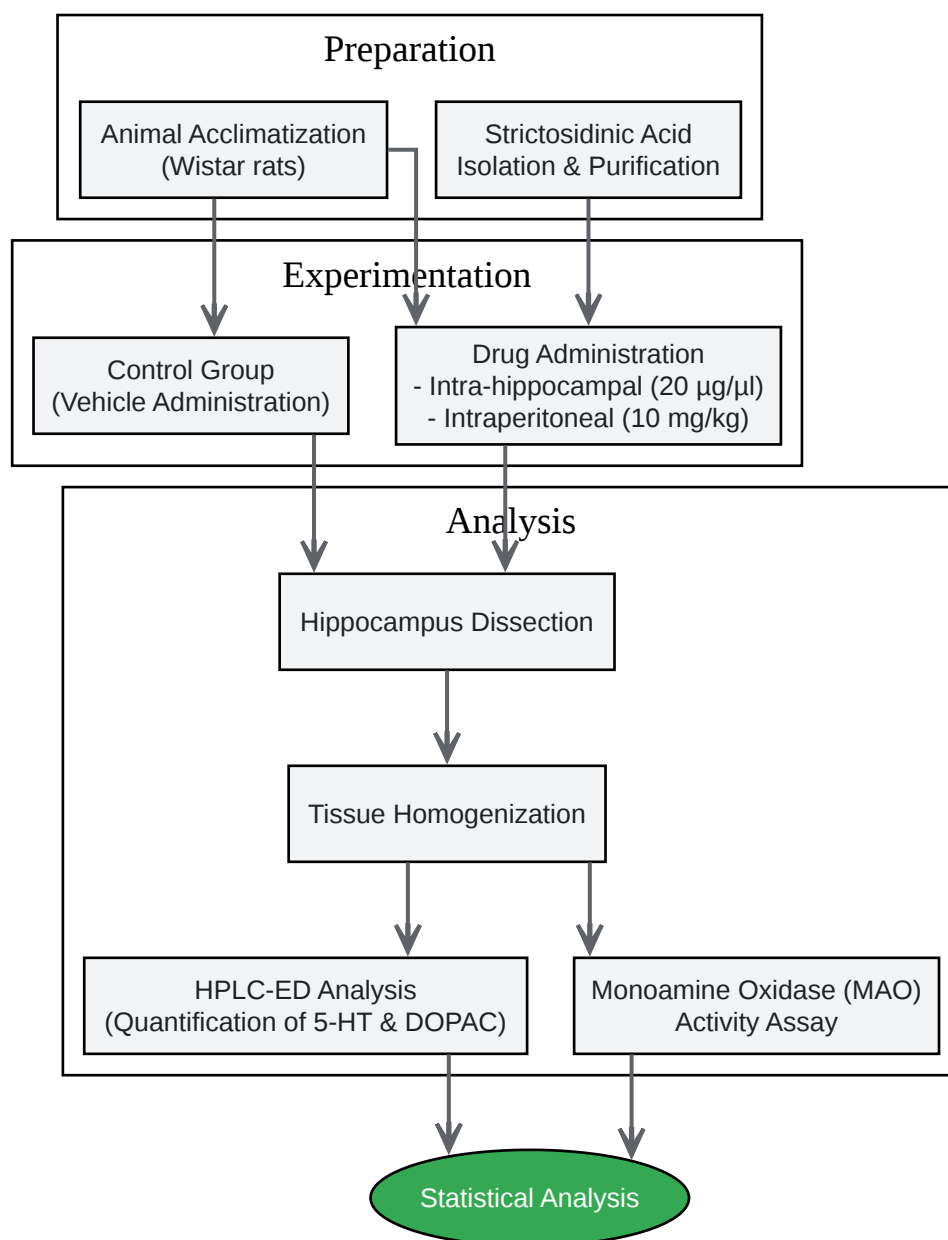 Preparation
Animal Acclimatization
(Wistar rats)
Strictosidinic Acid
Isolation & Purification
Experimentation
Control Group
(Vehicle Administration)
Drug Administration
- Intra-hippocampal (20 µg/µl)
- Intraperitoneal (10 mg/kg)
Analysis
Hippocampus Dissection
Tissue Homogenization
HPLC-ED Analysis
(Quantification of 5-HT & DOPAC)
Monoamine Oxidase (MAO)
Activity Assay
Statistical Analysis